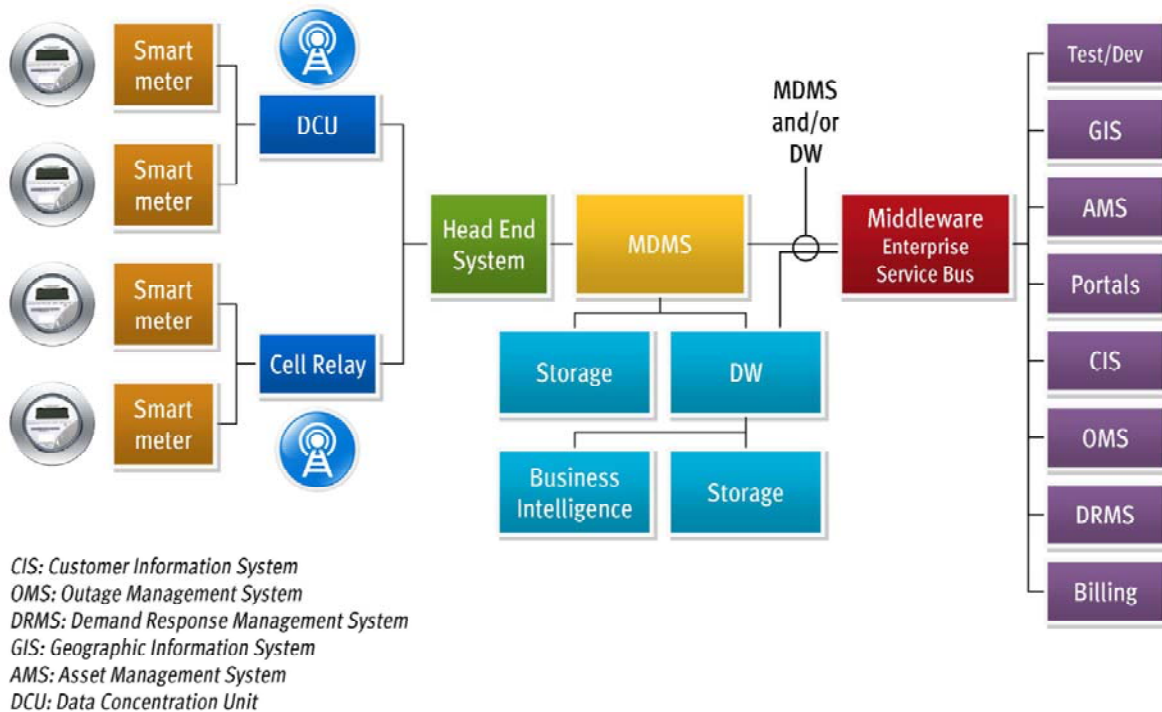 Smart
meter
Smart
meter
Smart
meter
Smart
meter
DCU
Cell Relay
Head End
System
MDMS
MDMS
and/or
DW
Middleware
Enterprise
Service Bus
Storage
DW
Business
Intelligence
Storage
Test/Dev
GIS
AMS
Portals
CIS
OMS
DRMS
Billing
CIS: Customer Information System
OMS: Outage Management System
DRMS: Demand Response Management System
GIS: Geographic Information System
AMS: Asset Management System
DCU: Data Concentration Unit